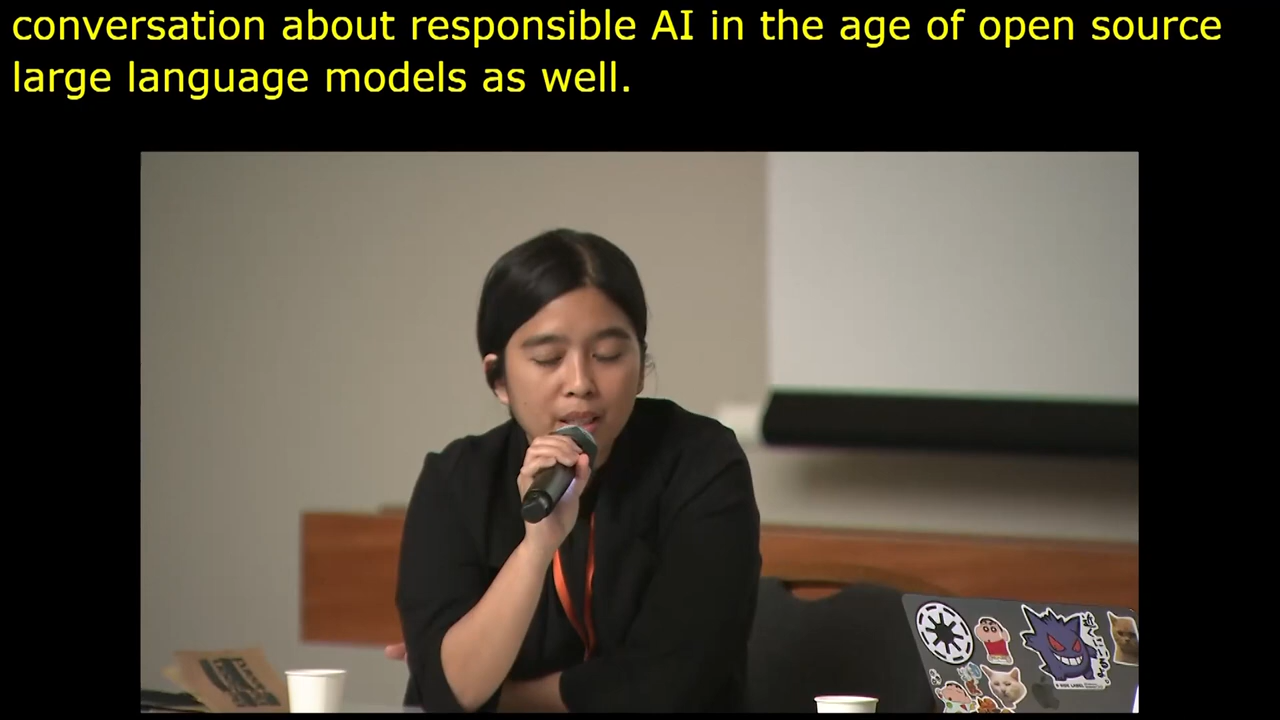 conversation about responsible AI in the age of open source
large language models as well.